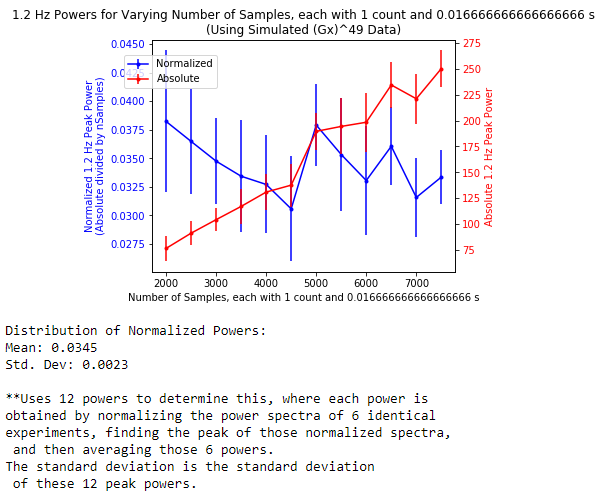 1.2 Hz Powers for Varying Number of Samples, each with 1 count and 0.016666666666666666 s
(Using Simulated (Gx)^49 Data)
Normalized
Absolute
0.0450
0.0400
0.0375
0.0350
0.0325
0.0300
0.0275
Normalized 1.2 Hz Peak Power
(Absolute divided by nSamples)
275
250
225
200
175
150
125
100
75
Absolute 1.2 Hz Peak Power
2000 3000 4000 5000 6000 7000
Number of Samples, each with 1 count and 0.016666666666666666 s
Distribution of Normalized Powers:
Mean: 0.0345
Std. Dev: 0.0023
**Uses 12 powers to determine this, where each power is
obtained by normalizing the power spectra of 6 identical
experiments, finding the peak of those normalized spectra,
and then averaging those 6 powers.
The standard deviation is the standard deviation
of these 12 peak powers.